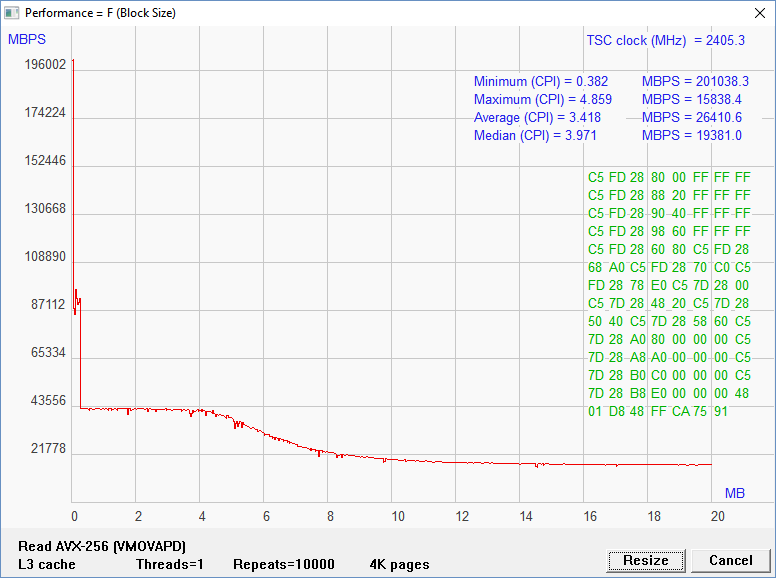 Performance = F (Block Size)
MBPS
TSC clock (MHz) = 2405.3
196002
Minimum (CPI) = 0.382 MBPS = 201038.3
Maximum (CPI) = 4.859 MBPS = 15838.4
174224
Average (CPI) = 3.418 MBPS = 26410.6
Median (CPI) = 3.971 MBPS = 19381.0
152446
C5 FD 28 80 00 FF FF FF
C5 FD 28 88 20 FF FF FF
130668
C5 FD 28 90 40 FF FF FF
C5 FD 28 98 60 FF FF FF
C5 FD 28 60 80 C5 FD 28
108890
68 A0 C5 FD 28 70 C0 C5
FD 28 78 E0 C5 7D 28 00
87112
C5 7D 28 48 20 C5 7D 28
50 40 C5 7D 28 58 60 C5
7D 28 A0 80 00 00 00 C5
65334
7D 28 A8 A0 00 00 00 C5
7D 28 B0 C0 00 00 00 C5
7D 28 B8 E0 00 00 00 48
43556
01 D8 48 FF CA 75 91
21778
MB
0 2 4 6 8 10 12 14 16 18 20
Read AVX-256 (VMOVAPD)
L3 cache Threads=1 Repeats=10000 4K pages
Resize Cancel